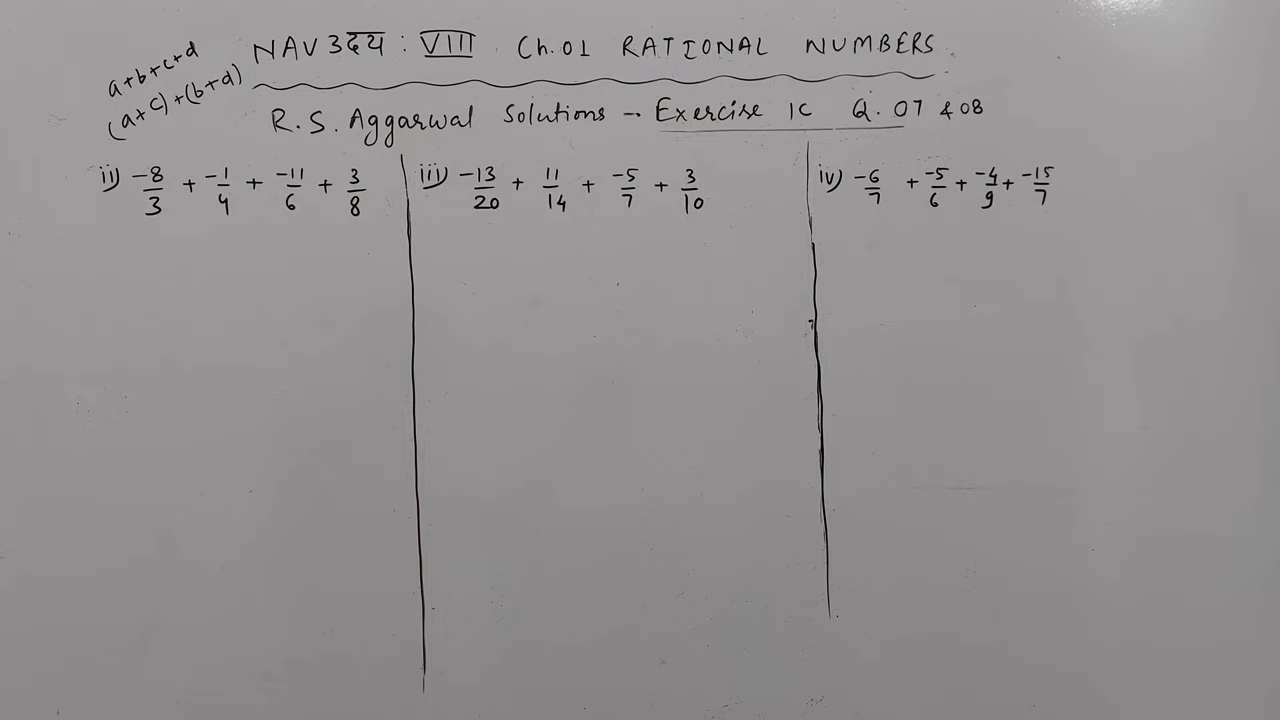 NAV उदय : VIII Ch.01 RATIONAL NUMBERS
a+b+c+d
(a+c)+(b+d)
R.S. Aggarwal Solutions - Exercise 1C Q. 07 & 08
ii) -8/3 + -1/4 + -11/6 + 3/8
iii) -13/20 + 11/14 + -5/7 + 3/10
iv) -6/7 + -5/6 + -4/9 + -15/7